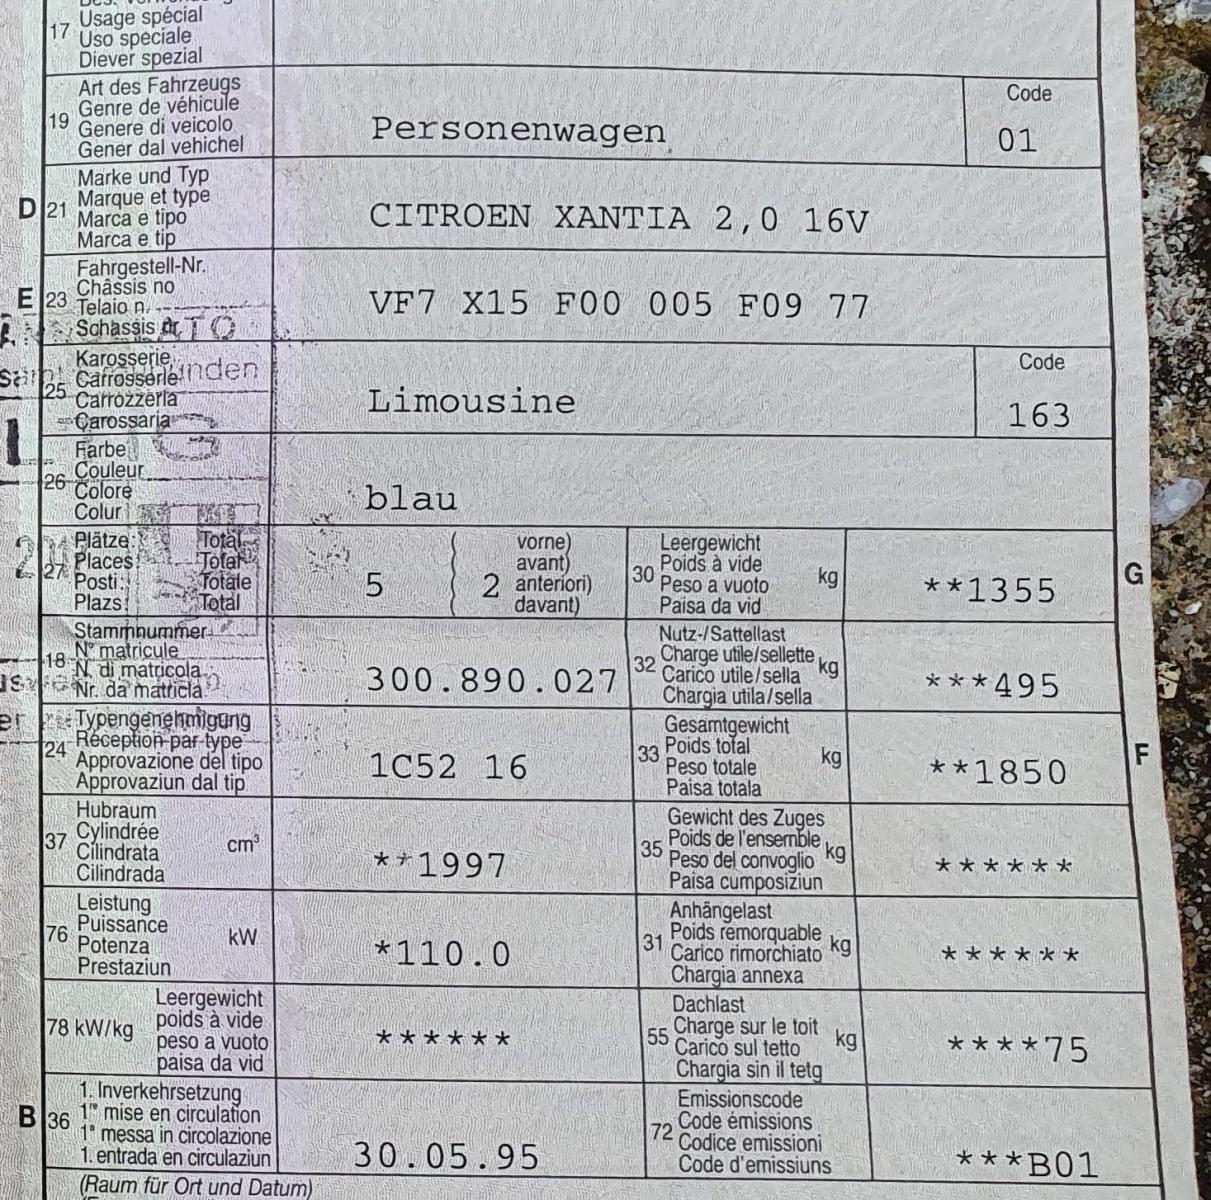 17
Usage spécial
Uso speciale
Diever spezial
19
Art des Fahrzeugs
Genre de véhicule
Genere di veicolo
Gener dal vehichel
Personenwagen
Code
01
D
21
Marke und Typ
Marque et type
Marca e tipo
Marca e tip
CITROEN XANTIA 2,0 16V
E
23
Fahrgestell-Nr.
Châssis no
Telaio n.
Schassis nr.
VF7 X15 F00 005 F09 77
25
Karosserie
Carrosserie
Carrozzeria
Carossaria
Limousine
Code
163
26
Farbe
Couleur
Colore
Colur
blau
27
Plätze: Total
Places: Total
Posti: Totale
Plazs: Total
5
2
vorne)
avant)
anteriori)
davant)
30
Leergewicht
Poids à vide
Peso a vuoto
Paisa da vid
kg
**1355
G
18
Stammnummer
N° matricule
N. di matricola
Nr. da matricla
300.890.027
32
Nutz-/Sattellast
Charge utile/sellette
Carico utile/sella
Chargia utila/sella
kg
***495
24
Typengenehmigung
Réception par type
Approvazione del tipo
Approvaziun dal tip
1C52 16
33
Gesamtgewicht
Poids total
Peso totale
Paisa totala
kg
**1850
F
37
Hubraum
Cylindrée
Cilindrata
Cilindrada
cm³
**1997
35
Gewicht des Zuges
Poids de l'ensemble
Peso del convoglio
Paisa cumposiziun
kg
******
76
Leistung
Puissance
Potenza
Prestaziun
kW
*110.0
31
Anhängelast
Poids remorquable
Carico rimorchiato
Chargia annexa
kg
******
78 kW/kg
Leergewicht
poids à vide
peso a vuoto
paisa da vid
******
55
Dachlast
Charge sur le toit
Carico sul tetto
Chargia sin il tetg
kg
****75
B
36
1. Inverkehrsetzung
1re mise en circulation
1a messa in circolazione
1. entrada en circulaziun
30.05.95
72
Emissionscode
Code émissions
Codice emissioni
Code d'emissiuns
***B01
(Raum für Ort und Datum)